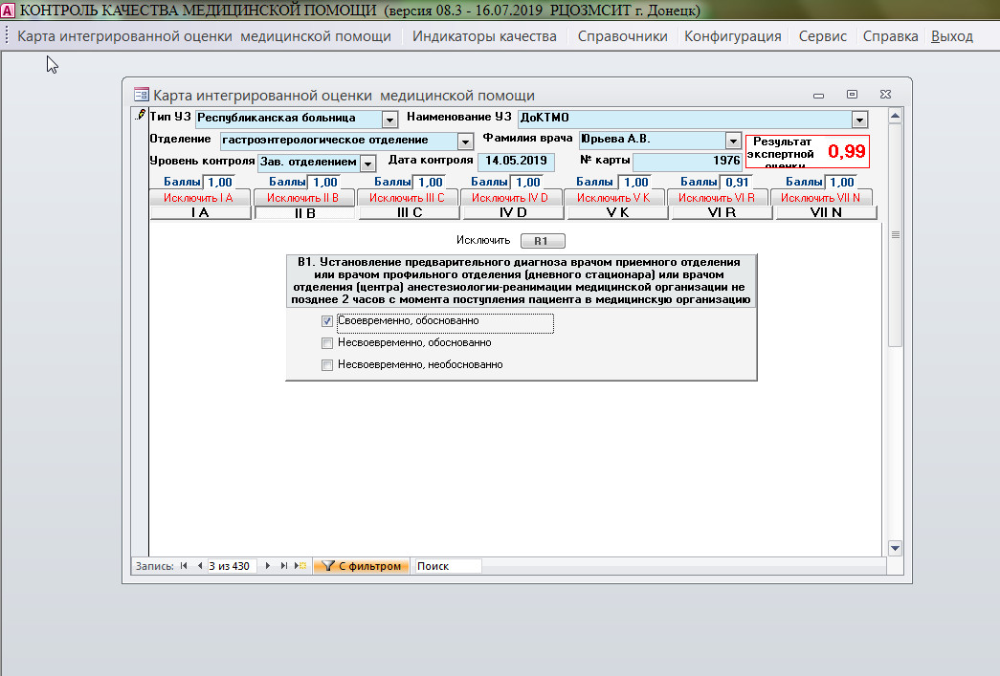 КОНТРОЛЬ КАЧЕСТВА МЕДИЦИНСКОЙ ПОМОЩИ (версия 08.3 - 16.07.2019 РЦОЗМСИТ г. Донецк)
Карта интегрированной оценки медицинской помощи Индикаторы качества Справочники Конфигурация Сервис Справка Выход
Карта интегрированной оценки медицинской помощи
Тип УЗ Республиканская больница Наименование УЗ ДоКТМО
Отделение гастроэнтерологическое отделение Фамилия врача Юрьева А.В.
Результат экспертной оценки 0,99
Уровень контроля Зав. отделением Дата контроля 14.05.2019 № карты 1976
Баллы 1,00 Баллы 1,00 Баллы 1,00 Баллы 1,00 Баллы 1,00 Баллы 0,91 Баллы 1,00
Исключить I A Исключить II B Исключить III C Исключить IV D Исключить V K Исключить VI R Исключить VII N
I A II B III C IV D V K VI R VII N
Исключить B1
B1. Установление предварительного диагноза врачом приемного отделения
или врачом профильного отделения (дневного стационара) или врачом
отделения (центра) анестезиологии-реанимации медицинской организации не
позднее 2 часов с момента поступления пациента в медицинскую организацию
Своевременно, обоснованно
Несвоевременно, обоснованно
Несвоевременно, необоснованно
Запись: 3 из 430 С фильтром Поиск